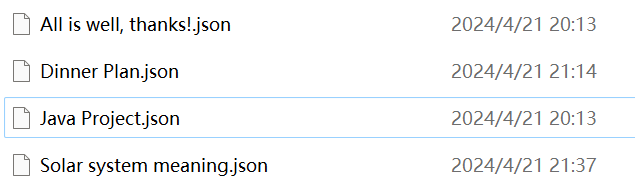 All is well, thanks!.json 2024/4/21 20:13
Dinner Plan.json 2024/4/21 21:14
Java Project.json 2024/4/21 20:13
Solar system meaning.json 2024/4/21 21:37